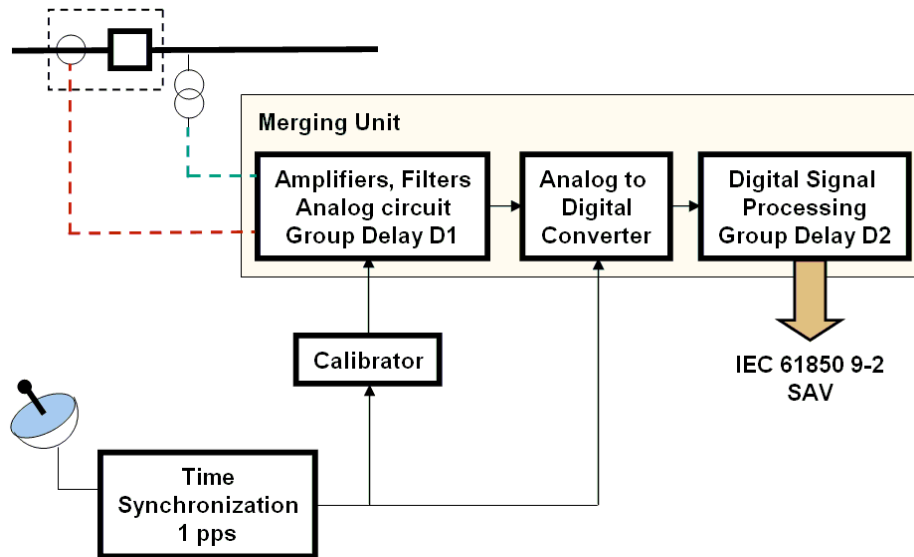 Merging Unit
Amplifiers, Filters
Analog circuit
Group Delay D1
Analog to
Digital
Converter
Digital Signal
Processing
Group Delay D2
Calibrator
IEC 61850 9-2
SAV
Time
Synchronization
1 pps